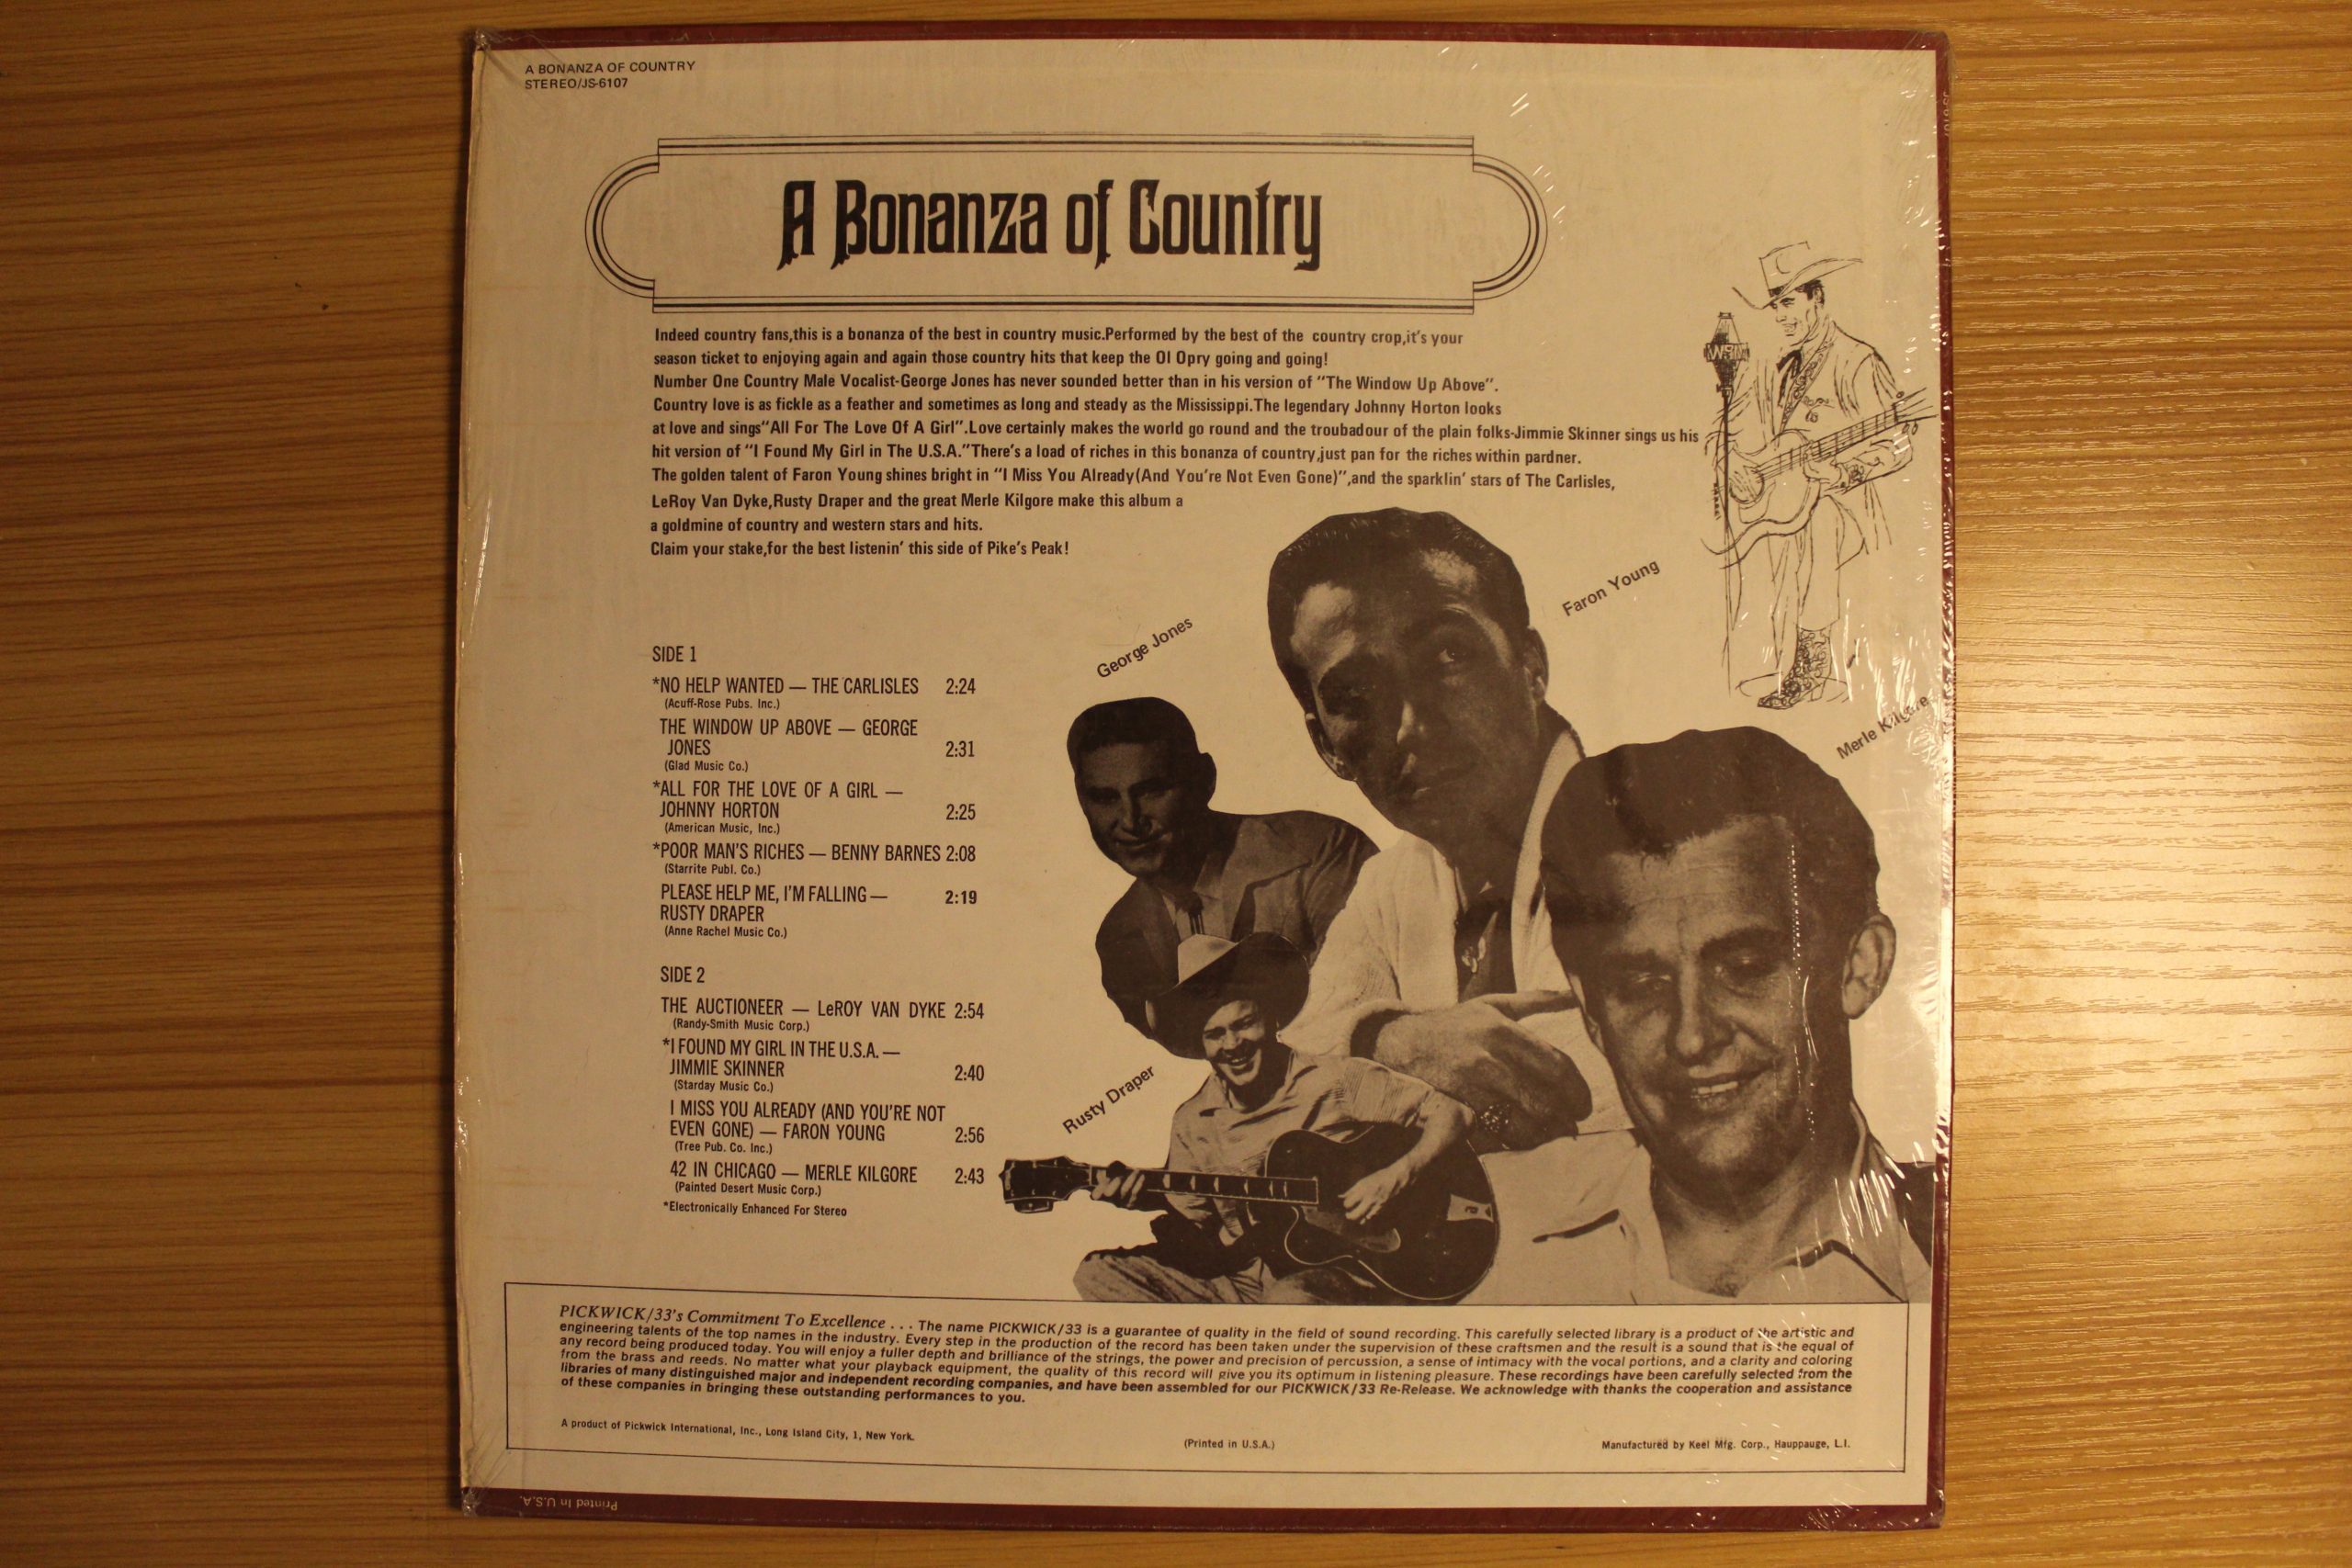 A BONANZA OF COUNTRY
STEREO/JS-6107
A Bonanza of Country
Indeed country fans,this is a bonanza of the best in country music.Performed by the best of the country crop,it's your
season ticket to enjoying again and again those country hits that keep the Ol Opry going and going!
Number One Country Male Vocalist-George Jones has never sounded better than in his version of "The Window Up Above".
Country love is as fickle as a feather and sometimes as long and steady as the Mississippi.The legendary Johnny Horton looks
at love and sings"All For The Love Of A Girl".Love certainly makes the world go round and the troubadour of the plain folks-Jimmie Skinner sings us his
hit version of "I Found My Girl in The U.S.A."There's a load of riches in this bonanza of country,just pan for the riches within pardner.
The golden talent of Faron Young shines bright in "I Miss You Already(And You're Not Even Gone)",and the sparklin' stars of The Carlisles,
LeRoy Van Dyke,Rusty Draper and the great Merle Kilgore make this album a
a goldmine of country and western stars and hits.
Claim your stake,for the best listenin' this side of Pike's Peak!
George Jones
Faron Young
Merle Kilgore
Rusty Draper
SIDE 1
*NO HELP WANTED — THE CARLISLES 2:24
(Acuff-Rose Pubs. Inc.)
THE WINDOW UP ABOVE — GEORGE
JONES 2:31
(Glad Music Co.)
*ALL FOR THE LOVE OF A GIRL —
JOHNNY HORTON 2:25
(American Music, Inc.)
*POOR MAN'S RICHES — BENNY BARNES 2:08
(Starrite Publ. Co.)
PLEASE HELP ME, I'M FALLING — 2:19
RUSTY DRAPER
(Anne Rachel Music Co.)
SIDE 2
THE AUCTIONEER — LeROY VAN DYKE 2:54
(Randy-Smith Music Corp.)
*I FOUND MY GIRL IN THE U.S.A. —
JIMMIE SKINNER 2:40
(Starday Music Co.)
I MISS YOU ALREADY (AND YOU'RE NOT
EVEN GONE) — FARON YOUNG 2:56
(Tree Pub. Co. Inc.)
42 IN CHICAGO — MERLE KILGORE 2:43
(Painted Desert Music Corp.)
*Electronically Enhanced For Stereo
PICKWICK/33's Commitment To Excellence . . . The name PICKWICK/33 is a guarantee of quality in the field of sound recording. This carefully selected library is a product of the artistic and
engineering talents of the top names in the industry. Every step in the production of the record has been taken under the supervision of these craftsmen and the result is a sound that is the equal of
any record being produced today. You will enjoy a fuller depth and brilliance of the strings, the power and precision of percussion, a sense of intimacy with the vocal portions, and a clarity and coloring
from the brass and reeds. No matter what your playback equipment, the quality of this record will give you its optimum in listening pleasure. These recordings have been carefully selected from the
libraries of many distinguished major and independent recording companies, and have been assembled for our PICKWICK/33 Re-Release. We acknowledge with thanks the cooperation and assistance
of these companies in bringing these outstanding performances to you.
A product of Pickwick International, Inc., Long Island City, 1, New York.
(Printed in U.S.A.)
Manufactured by Keel Mfg. Corp., Hauppauge, L.I.
Printed In U.S.A.